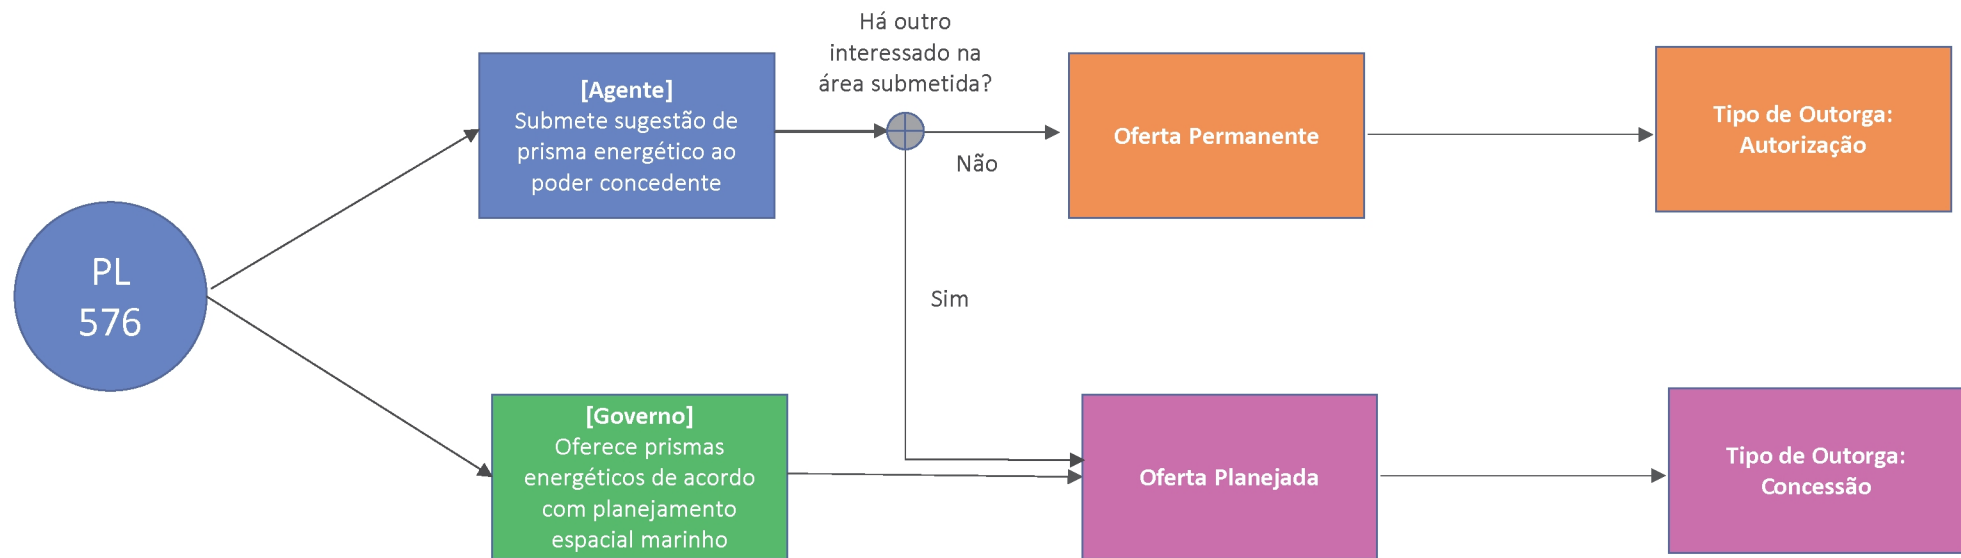 PL
576
[Agente]
Submete sugestão de
prisma energético ao
poder concedente
Há outro
interessado na
área submetida?
Não
Sim
Oferta Permanente
Tipo de Outorga:
Autorização
[Governo]
Oferece prismas
energéticos de acordo
com planejamento
espacial marinho
Oferta Planejada
Tipo de Outorga:
Concessão